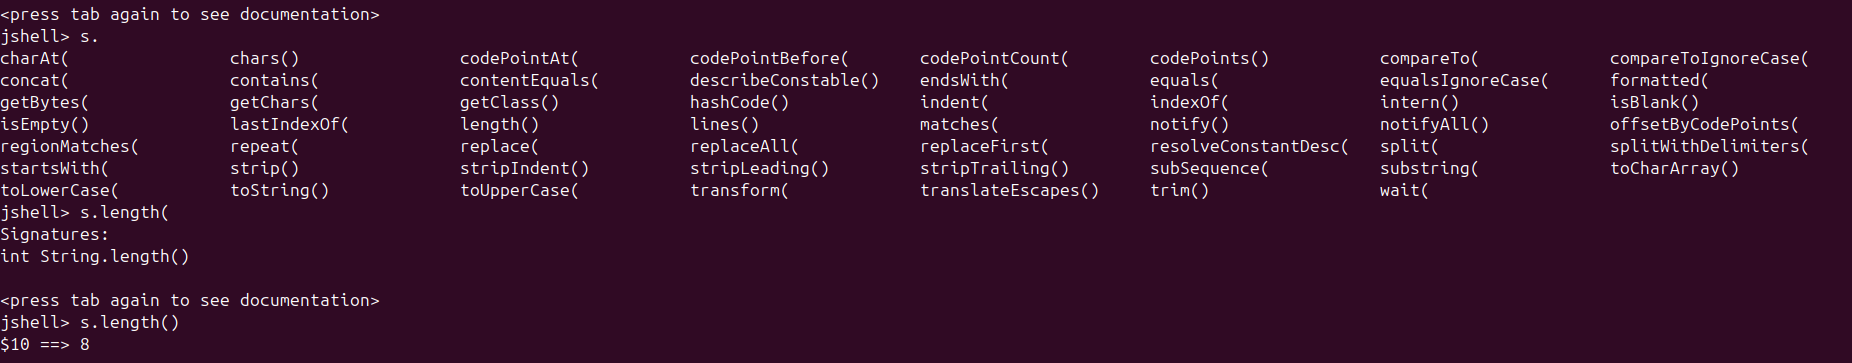 <press tab again to see documentation>
jshell> s.
charAt( chars() codePointAt( codePointBefore( codePointCount( codePoints() compareTo( compareToIgnoreCase(
concat( contains( contentEquals( describeConstable() endsWith( equals( equalsIgnoreCase( formatted(
getBytes( getChars( getClass() hashCode() indent( indexOf( intern() isBlank()
isEmpty() lastIndexOf( length() lines() matches( notify() notifyAll() offsetByCodePoints(
regionMatches( repeat( replace( replaceAll( replaceFirst( resolveConstantDesc( split( splitWithDelimiters(
startsWith( strip() stripIndent() stripLeading() stripTrailing() subSequence( substring( toCharArray()
toLowerCase( toString() toUpperCase( transform( translateEscapes() trim() wait(
jshell> s.length(
Signatures:
int String.length()
<press tab again to see documentation>
jshell> s.length()
$10 ==> 8